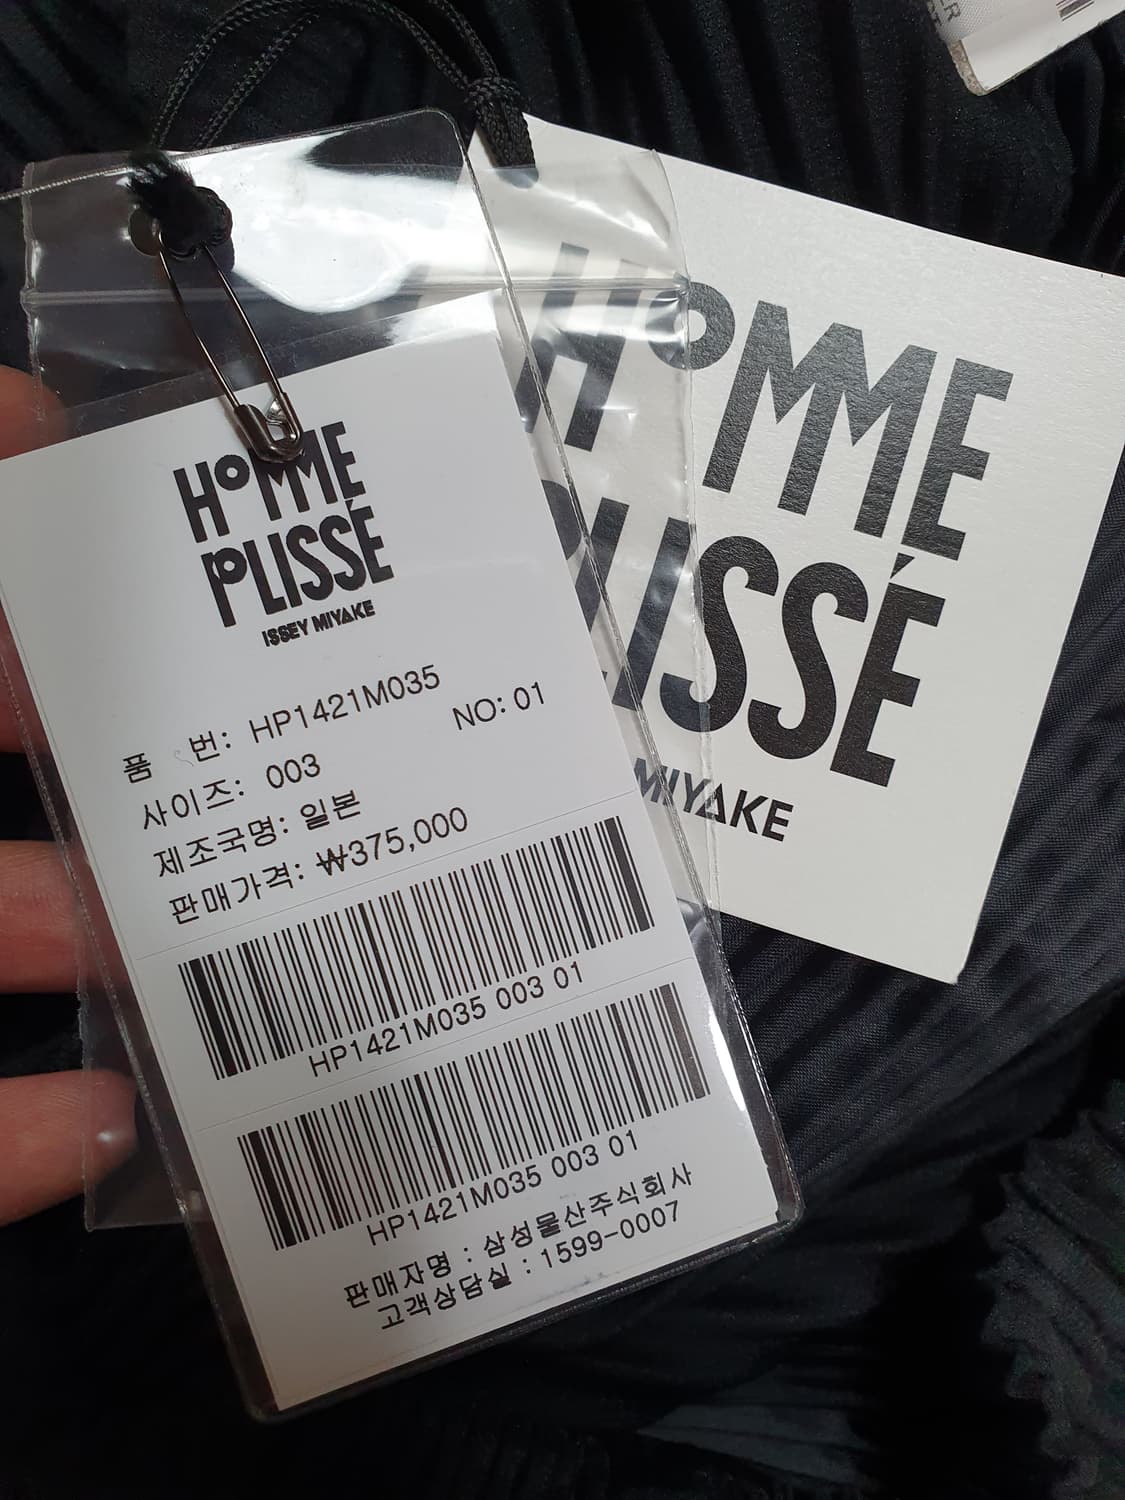 HOMME
PLISSÉ
ISSEY MIYAKE
품 번: HP1421M035
NO: 01
사이즈: 003
제조국명: 일본
판매가격: ₩375,000
HP1421M035 003 01
HP1421M035 003 01
판매자명 : 삼성물산주식회사
고객상담실 : 1599-0007
HOMME
PLISSÉ
MIYAKE